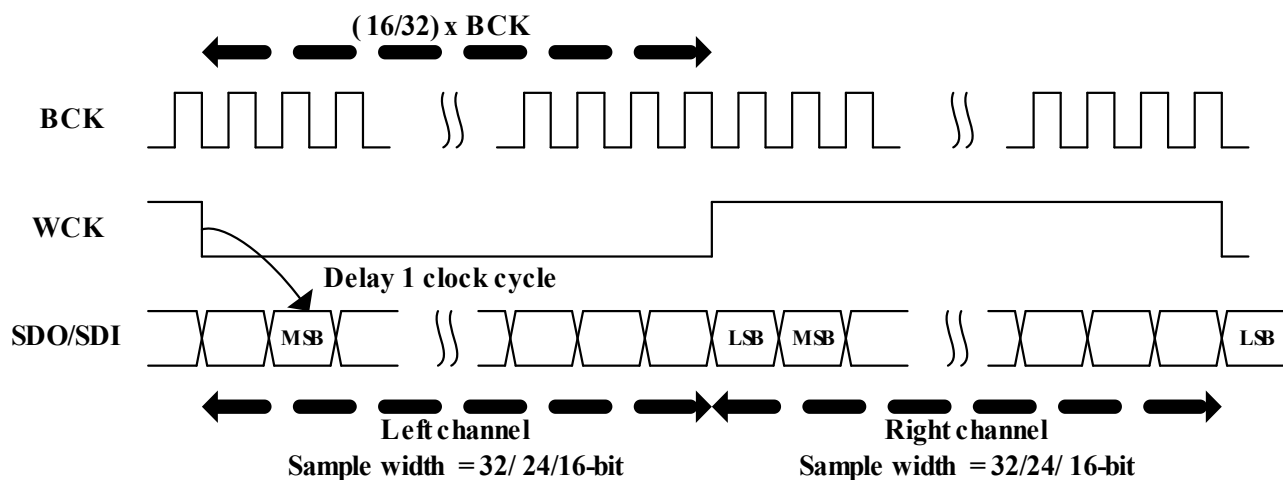 (16/32) x BCK
BCK
WCK
Delay 1 clock cycle
SDO/SDI
MSB
LSB
MSB
LSB
Left channel
Right channel
Sample width = 32/ 24/16-bit
Sample width = 32/24/ 16-bit